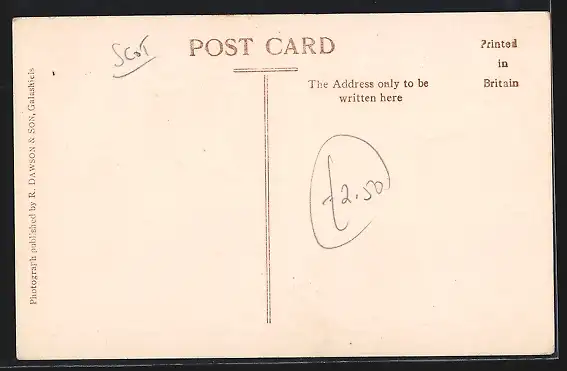 SCOT
POST CARD
Printed
in
Britain
The Address only to be
written here
£2.50
Photograph published by R. DAWSON & SON, Galashiels